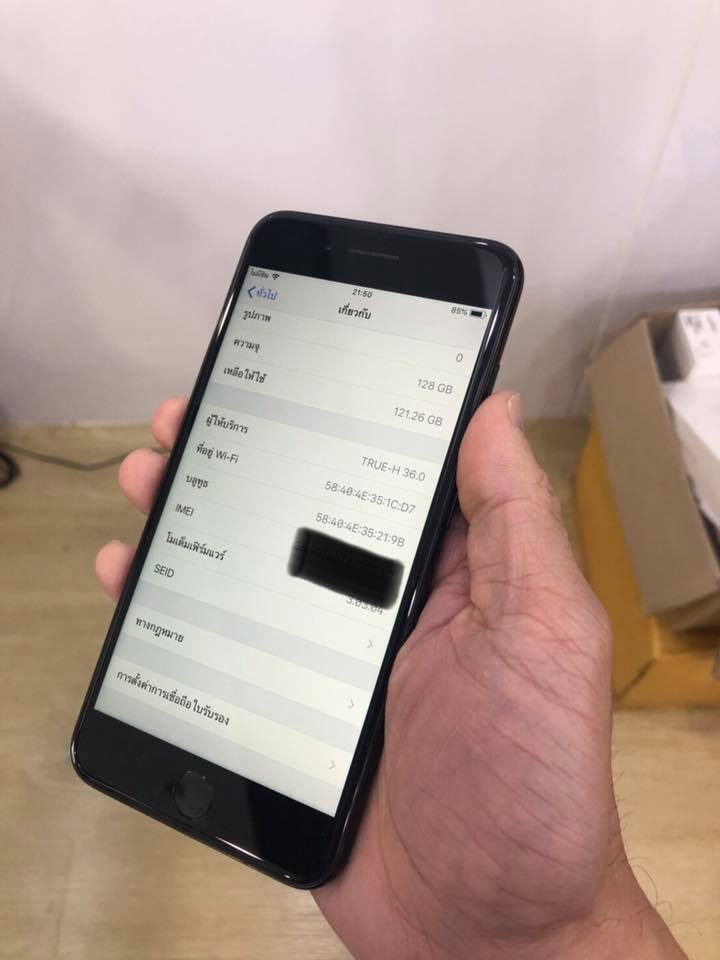 ไม่มีซิม 21:50 85%
ทั่วไป เกี่ยวกับ
รูปภาพ 0
ความจุ 128 GB
เหลือให้ใช้ 121.26 GB
ผู้ให้บริการ TRUE-H 36.0
ที่อยู่ Wi-Fi 58:40:4E:35:1C:D7
บลูทูธ 58:40:4E:35:21:9B
IMEI
โมเด็มเฟิร์มแวร์ 3.03.04
SEID
ทางกฎหมาย
การตั้งค่าการเชื่อถือใบรับรอง